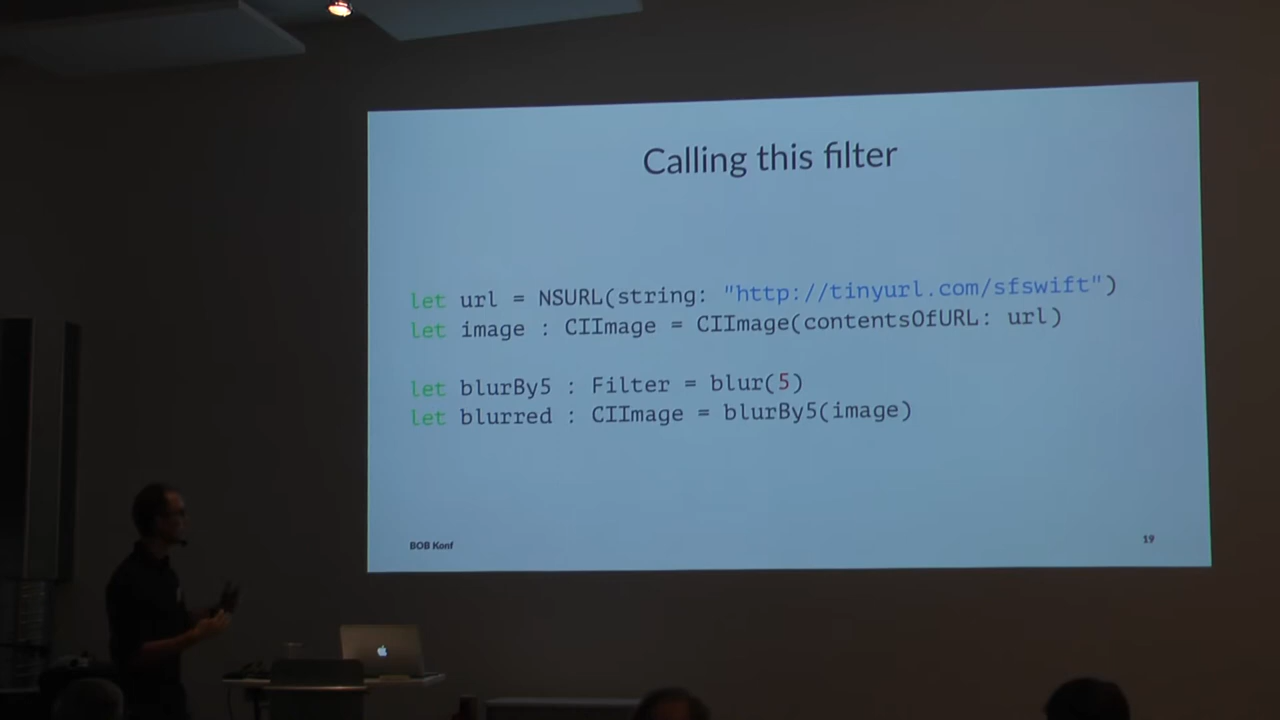 Calling this filter
let url = NSURL(string: "http://tinyurl.com/sfswift")
let image : CIImage = CIImage(contentsOfURL: url)
let blurBy5 : Filter = blur(5)
let blurred : CIImage = blurBy5(image)
BOB Konf
19